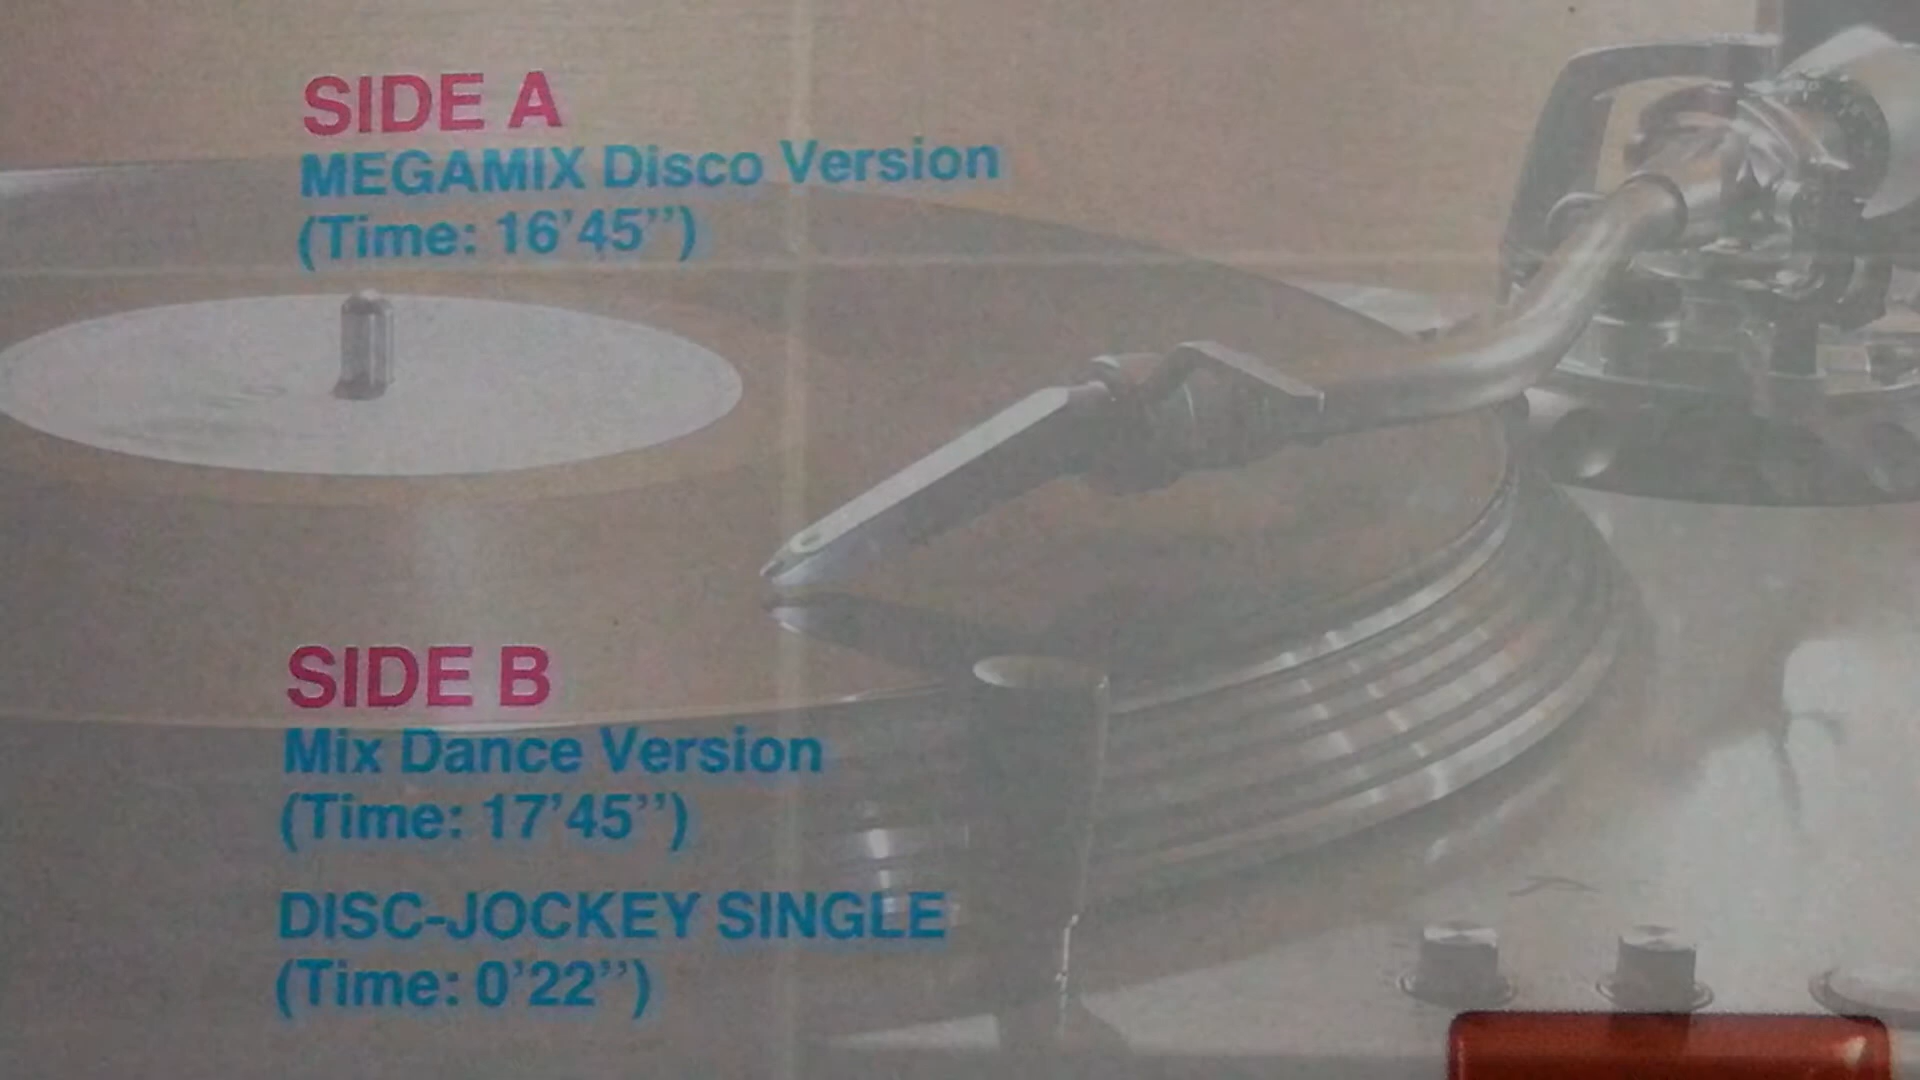 SIDE A
MEGAMIX Disco Version
(Time: 16'45'')
SIDE B
Mix Dance Version
(Time: 17'45'')
DISC-JOCKEY SINGLE
(Time: 0'22'')